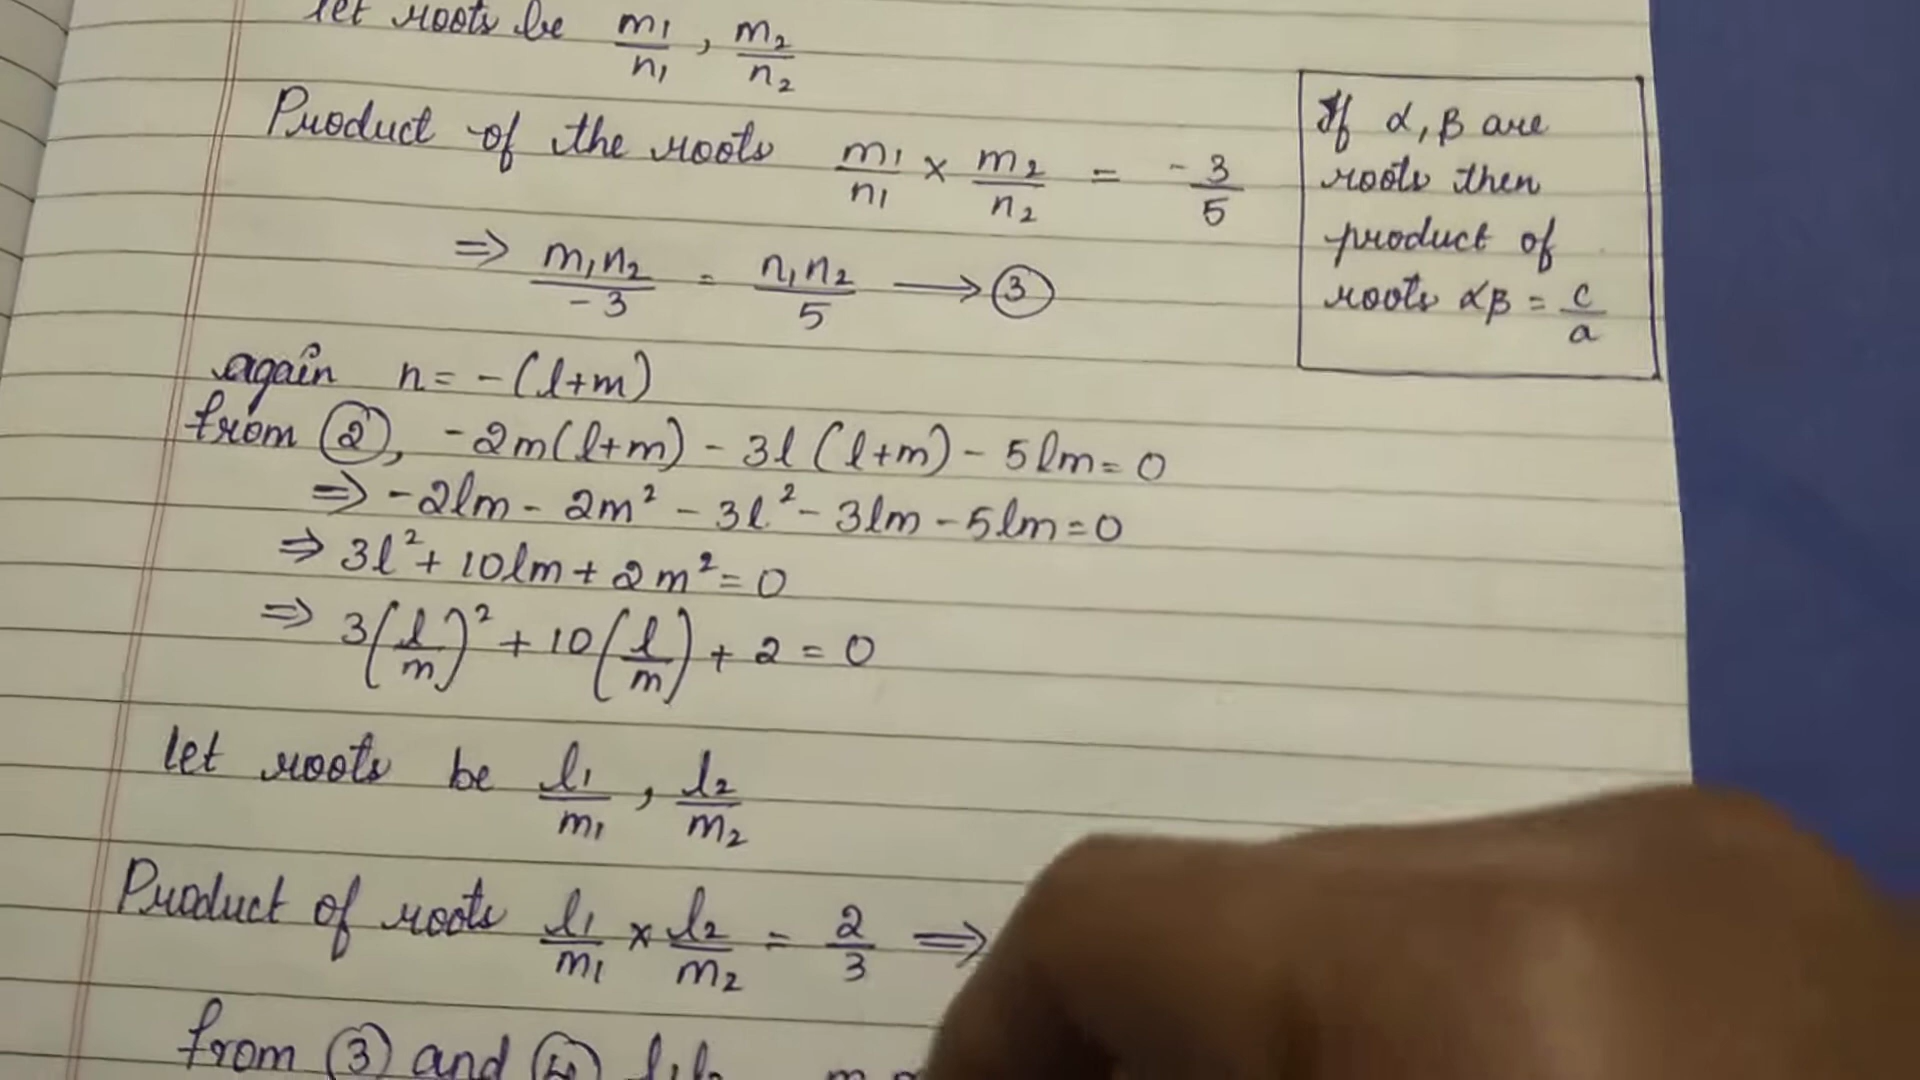 let roots be m₁/n₁ , m₂/n₂
Product of the roots m₁/n₁ × m₂/n₂ = -3/5
⇒ m₁n₂/-3 = n₁n₂/5 ⟶ ③
If α, β are
roots then
product of
roots αβ = c/a
again n = -(l+m)
from ②, -2m(l+m) - 3l(l+m) - 5lm = 0
⇒ -2lm - 2m² - 3l² - 3lm - 5lm = 0
⇒ 3l² + 10lm + 2m² = 0
⇒ 3(l/m)² + 10(l/m) + 2 = 0
let roots be l₁/m₁ , l₂/m₂
Product of roots l₁/m₁ × l₂/m₂ = 2/3 ⇒
from ③ and ④ l₁l₂